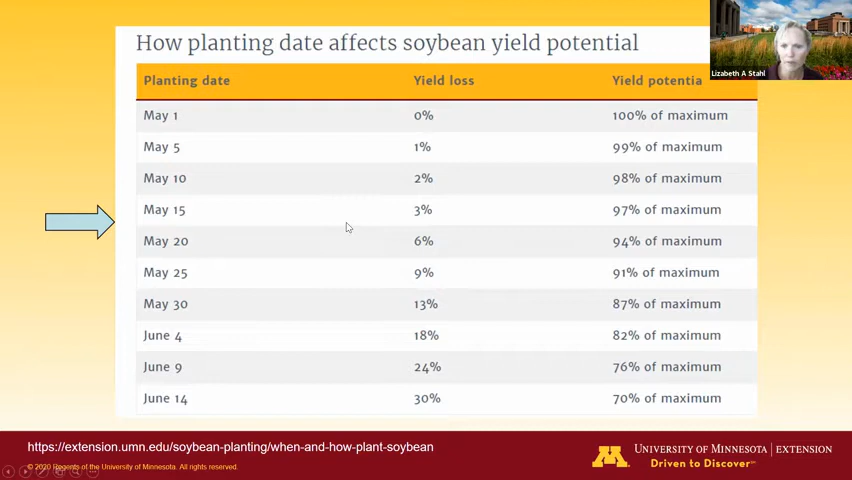 How planting date affects soybean yield potential
Lizabeth A Stahl
Planting date Yield loss Yield potentia
May 1 0% 100% of maximum
May 5 1% 99% of maximum
May 10 2% 98% of maximum
May 15 3% 97% of maximum
May 20 6% 94% of maximum
May 25 9% 91% of maximum
May 30 13% 87% of maximum
June 4 18% 82% of maximum
June 9 24% 76% of maximum
June 14 30% 70% of maximum
https://extension.umn.edu/soybean-planting/when-and-how-plant-soybean
© 2020 Regents of the University of Minnesota. All rights reserved.
M UNIVERSITY OF MINNESOTA | EXTENSION
Driven to Discover℠